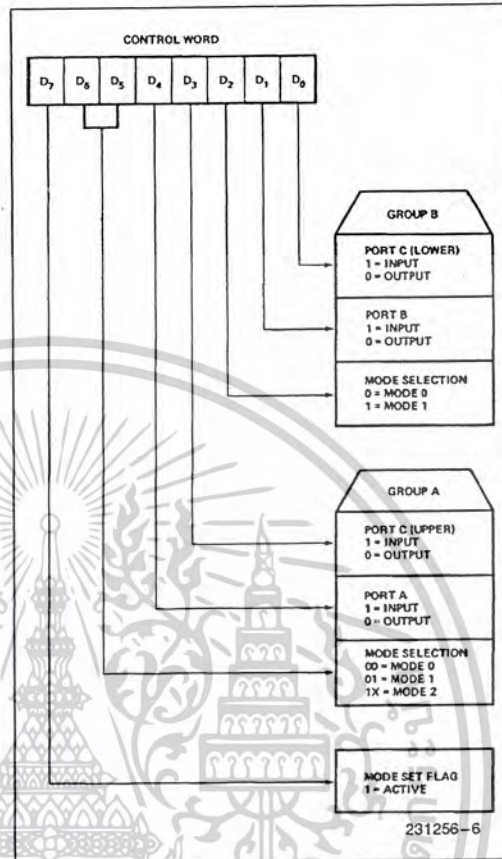 CONTROL WORD
D7 D6 D5 D4 D3 D2 D1 D0
GROUP B
PORT C (LOWER)
1 = INPUT
0 = OUTPUT
PORT B
1 = INPUT
0 = OUTPUT
MODE SELECTION
0 = MODE 0
1 = MODE 1
GROUP A
PORT C (UPPER)
1 = INPUT
0 = OUTPUT
PORT A
1 = INPUT
0 = OUTPUT
MODE SELECTION
00 = MODE 0
01 = MODE 1
1X = MODE 2
MODE SET FLAG
1 = ACTIVE
231256-6